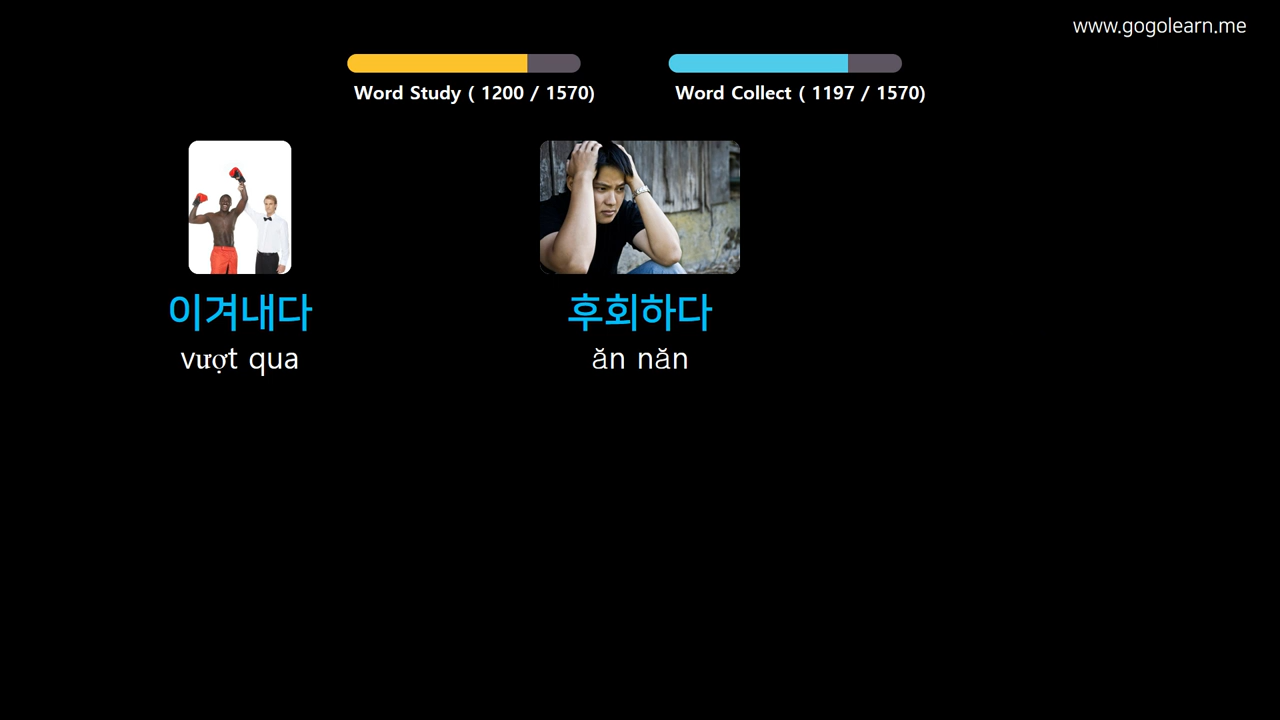 www.gogolearn.me
Word Study ( 1200 / 1570)
Word Collect ( 1197 / 1570)
이겨내다
후회하다
vượt qua
ăn năn